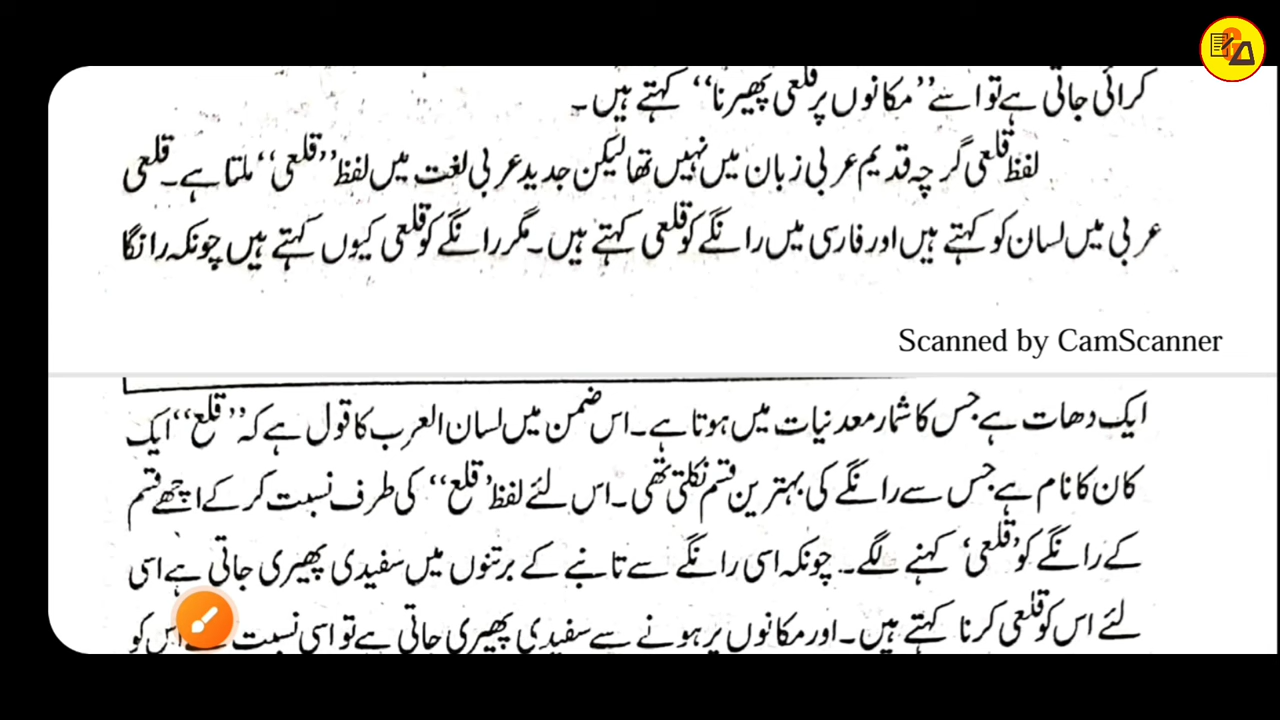 کرائی جاتی ہے تو اسے ’’مکانوں پر قلعی پھیرنا‘‘ کہتے ہیں۔
لفظ قلعی گرچہ قدیم عربی زبان میں نہیں تھا لیکن جدید عربی لغت میں لفظ ’’قلعی‘‘ ملتا ہے۔ قلعی
عربی میں لسان کو کہتے ہیں اور فارسی میں رانگے کو قلعی کہتے ہیں۔ مگر رانگے کو قلعی کیوں کہتے ہیں چونکہ رانگا
Scanned by CamScanner
ایک دھات ہے جس کا شمار معدنیات میں ہوتا ہے۔ اس ضمن میں لسان العرب کا قول ہے کہ ’’قلع‘‘ ایک
کان کا نام ہے جس سے رانگے کی بہترین قسم نکلتی تھی۔ اس لئے لفظ ’قلع‘‘ کی طرف نسبت کر کے اچھے قسم
کے رانگے کو ’قلعی‘ کہنے لگے۔ چونکہ اسی رانگے سے تانبے کے برتنوں میں سفیدی پھیری جاتی ہے اسی
لئے اس کو قلعی کرنا کہتے ہیں۔ اور مکانوں پر ہونے سے سفیدی پھیری جاتی ہے تو اسی نسبت سے اس کو